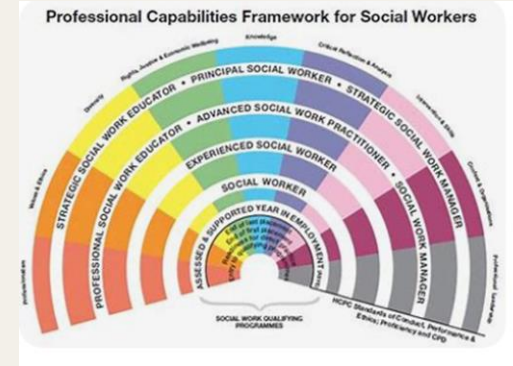 Professional Capabilities Framework for Social Workers
Professionalism
Values & Ethics
Diversity
Rights, Justice & Economic Wellbeing
Knowledge
Critical Reflection & Analysis
Intervention & Skills
Context & Organisations
Professional Leadership
STRATEGIC SOCIAL WORK EDUCATOR • PRINCIPAL SOCIAL WORKER • STRATEGIC SOCIAL WORK MANAGER
PROFESSIONAL SOCIAL WORK EDUCATOR • ADVANCED SOCIAL WORK PRACTITIONER • SOCIAL WORK MANAGER
EXPERIENCED SOCIAL WORKER
SOCIAL WORKER
ASSESSED & SUPPORTED YEAR IN EMPLOYMENT
End of last placement
End of first placement
SOCIAL WORK QUALIFYING
PROGRAMMES
HCPC Standards of Conduct, Performance &
Ethics; Proficiency and CPD